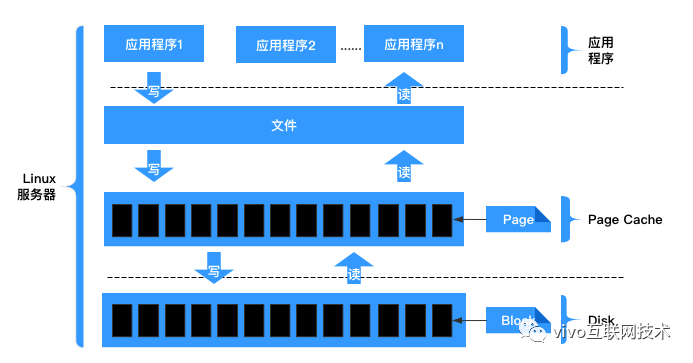 应用程序1
应用程序2
......
应用程序n
应用
程序
写
读
文件
写
读
Linux
服务器
Page
Page Cache
写
读
Block
Disk
vivo互联网技术